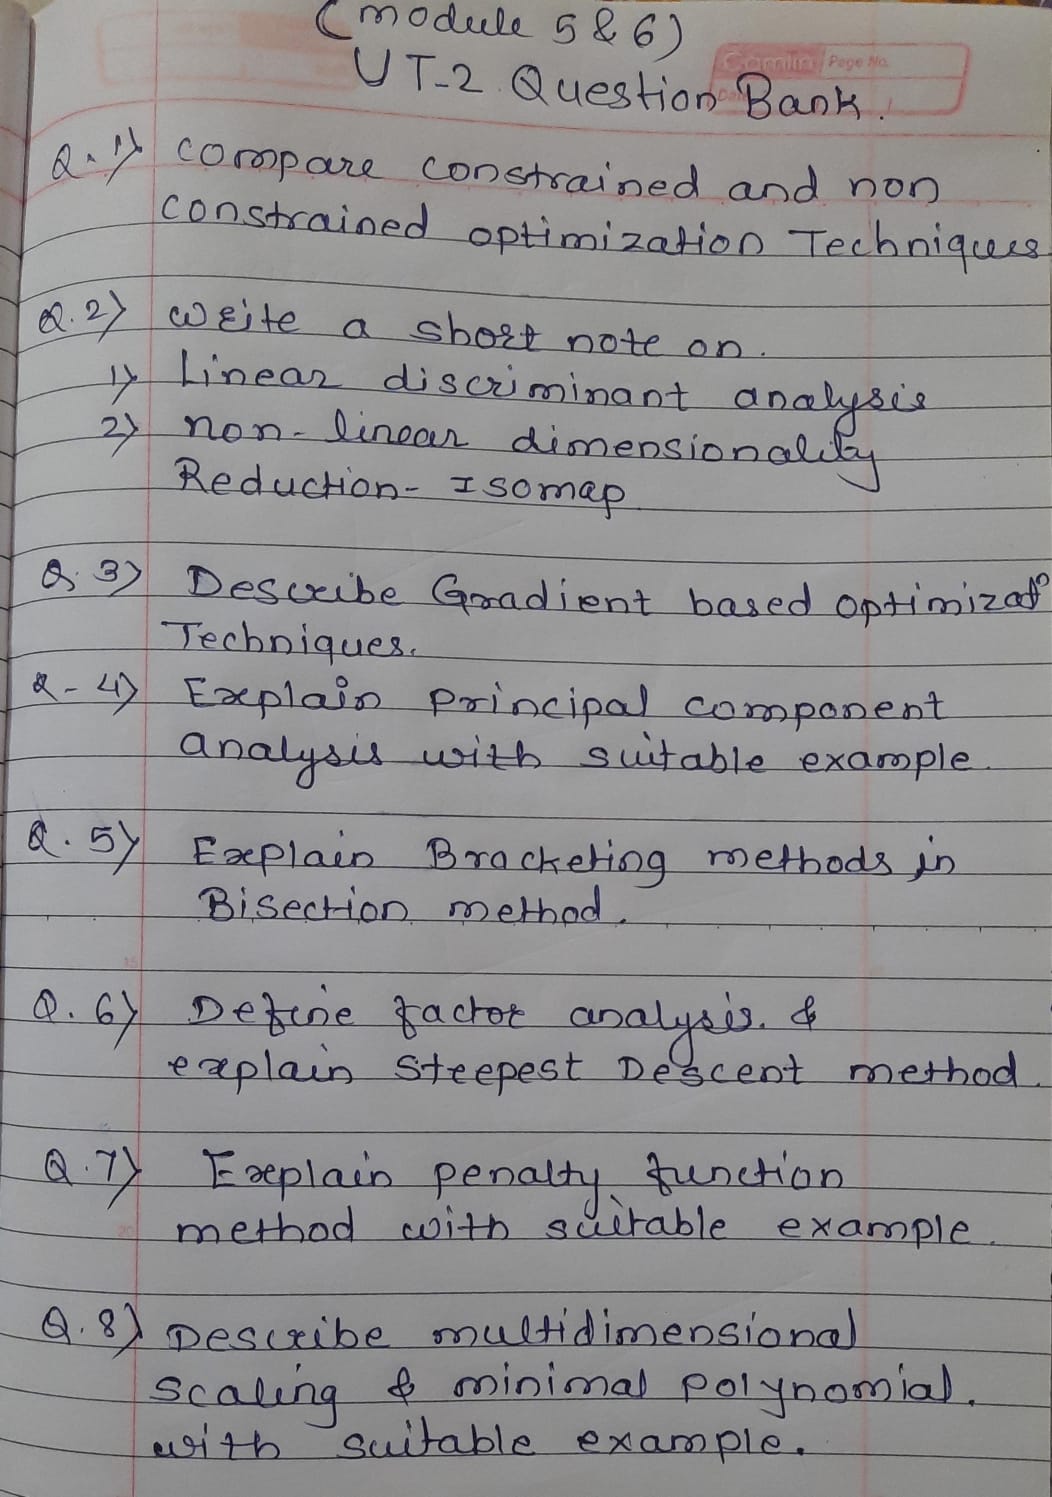 (module 5 & 6)
Camlin Page No.
UT-2 Question Bank.
Q.1) compare constrained and non
constrained optimization Techniques
Q.2) write a short note on.
1) Linear discriminant analysis
2) non-linear dimensionality
Reduction - Isomap
Q.3) Describe Gradient based optimizatn
Techniques.
Q-4) Explain principal component
analysis with suitable example.
Q.5) Explain Bracketing methods in
Bisection method.
Q.6) Define factor analysis. &
explain Steepest Descent method.
Q.7) Explain penalty function
method with suitable example.
Q.8) Describe multidimensional
scaling & minimal polynomial.
with suitable example.